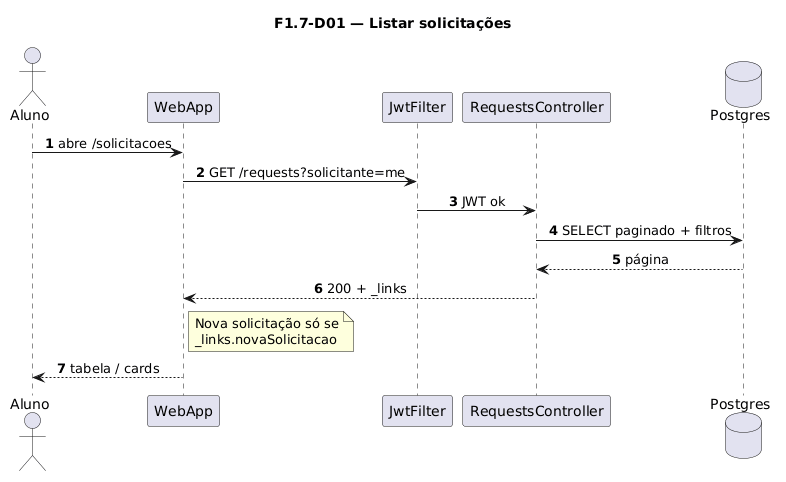 F1.7-D01 — Listar solicitações
Aluno
WebApp
JwtFilter
RequestsController
Postgres
1 abre /solicitacoes
2 GET /requests?solicitante=me
3 JWT ok
4 SELECT paginado + filtros
5 página
6 200 + _links
Nova solicitação só se
_links.novaSolicitacao
7 tabela / cards
Aluno
WebApp
JwtFilter
RequestsController
Postgres